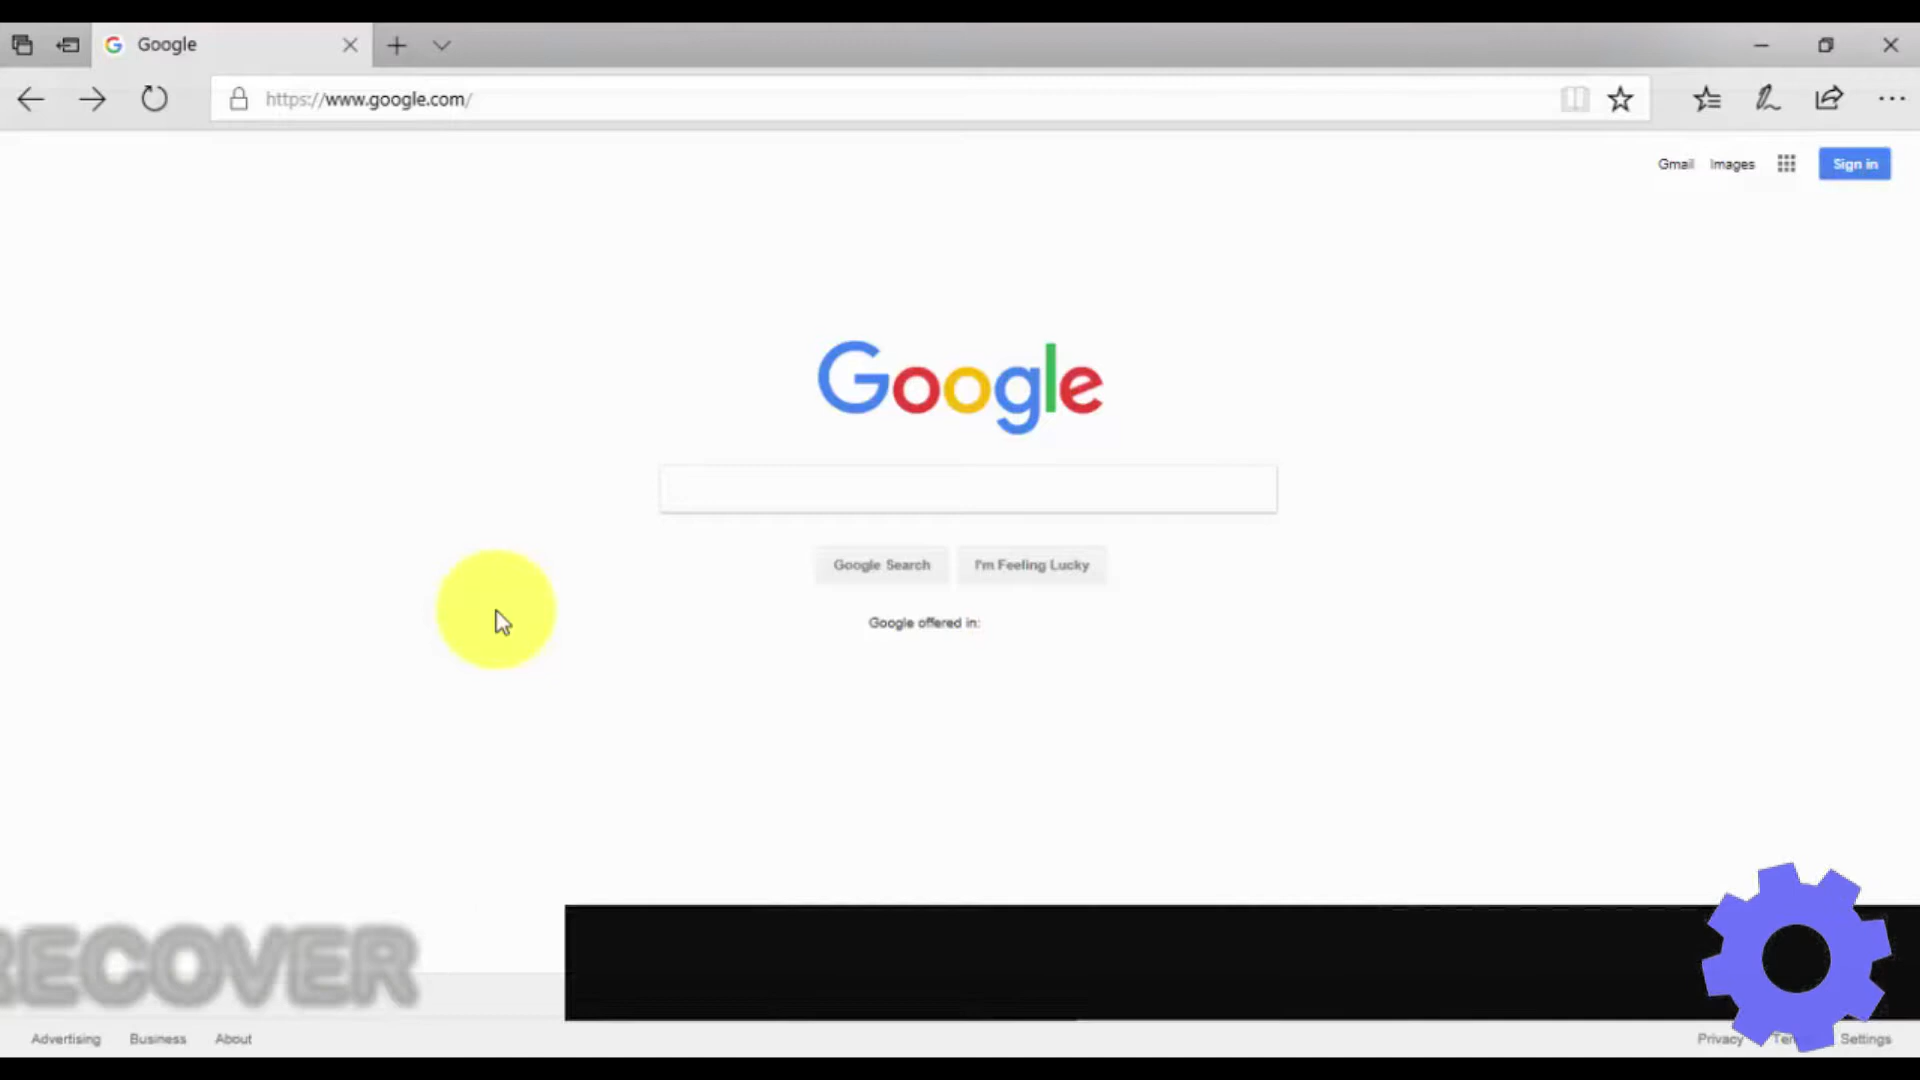 Google
https://www.google.com/
Gmail Images Sign in
Google
Google Search I'm Feeling Lucky
Google offered in:
RECOVER
Advertising Business About
Privacy Settings